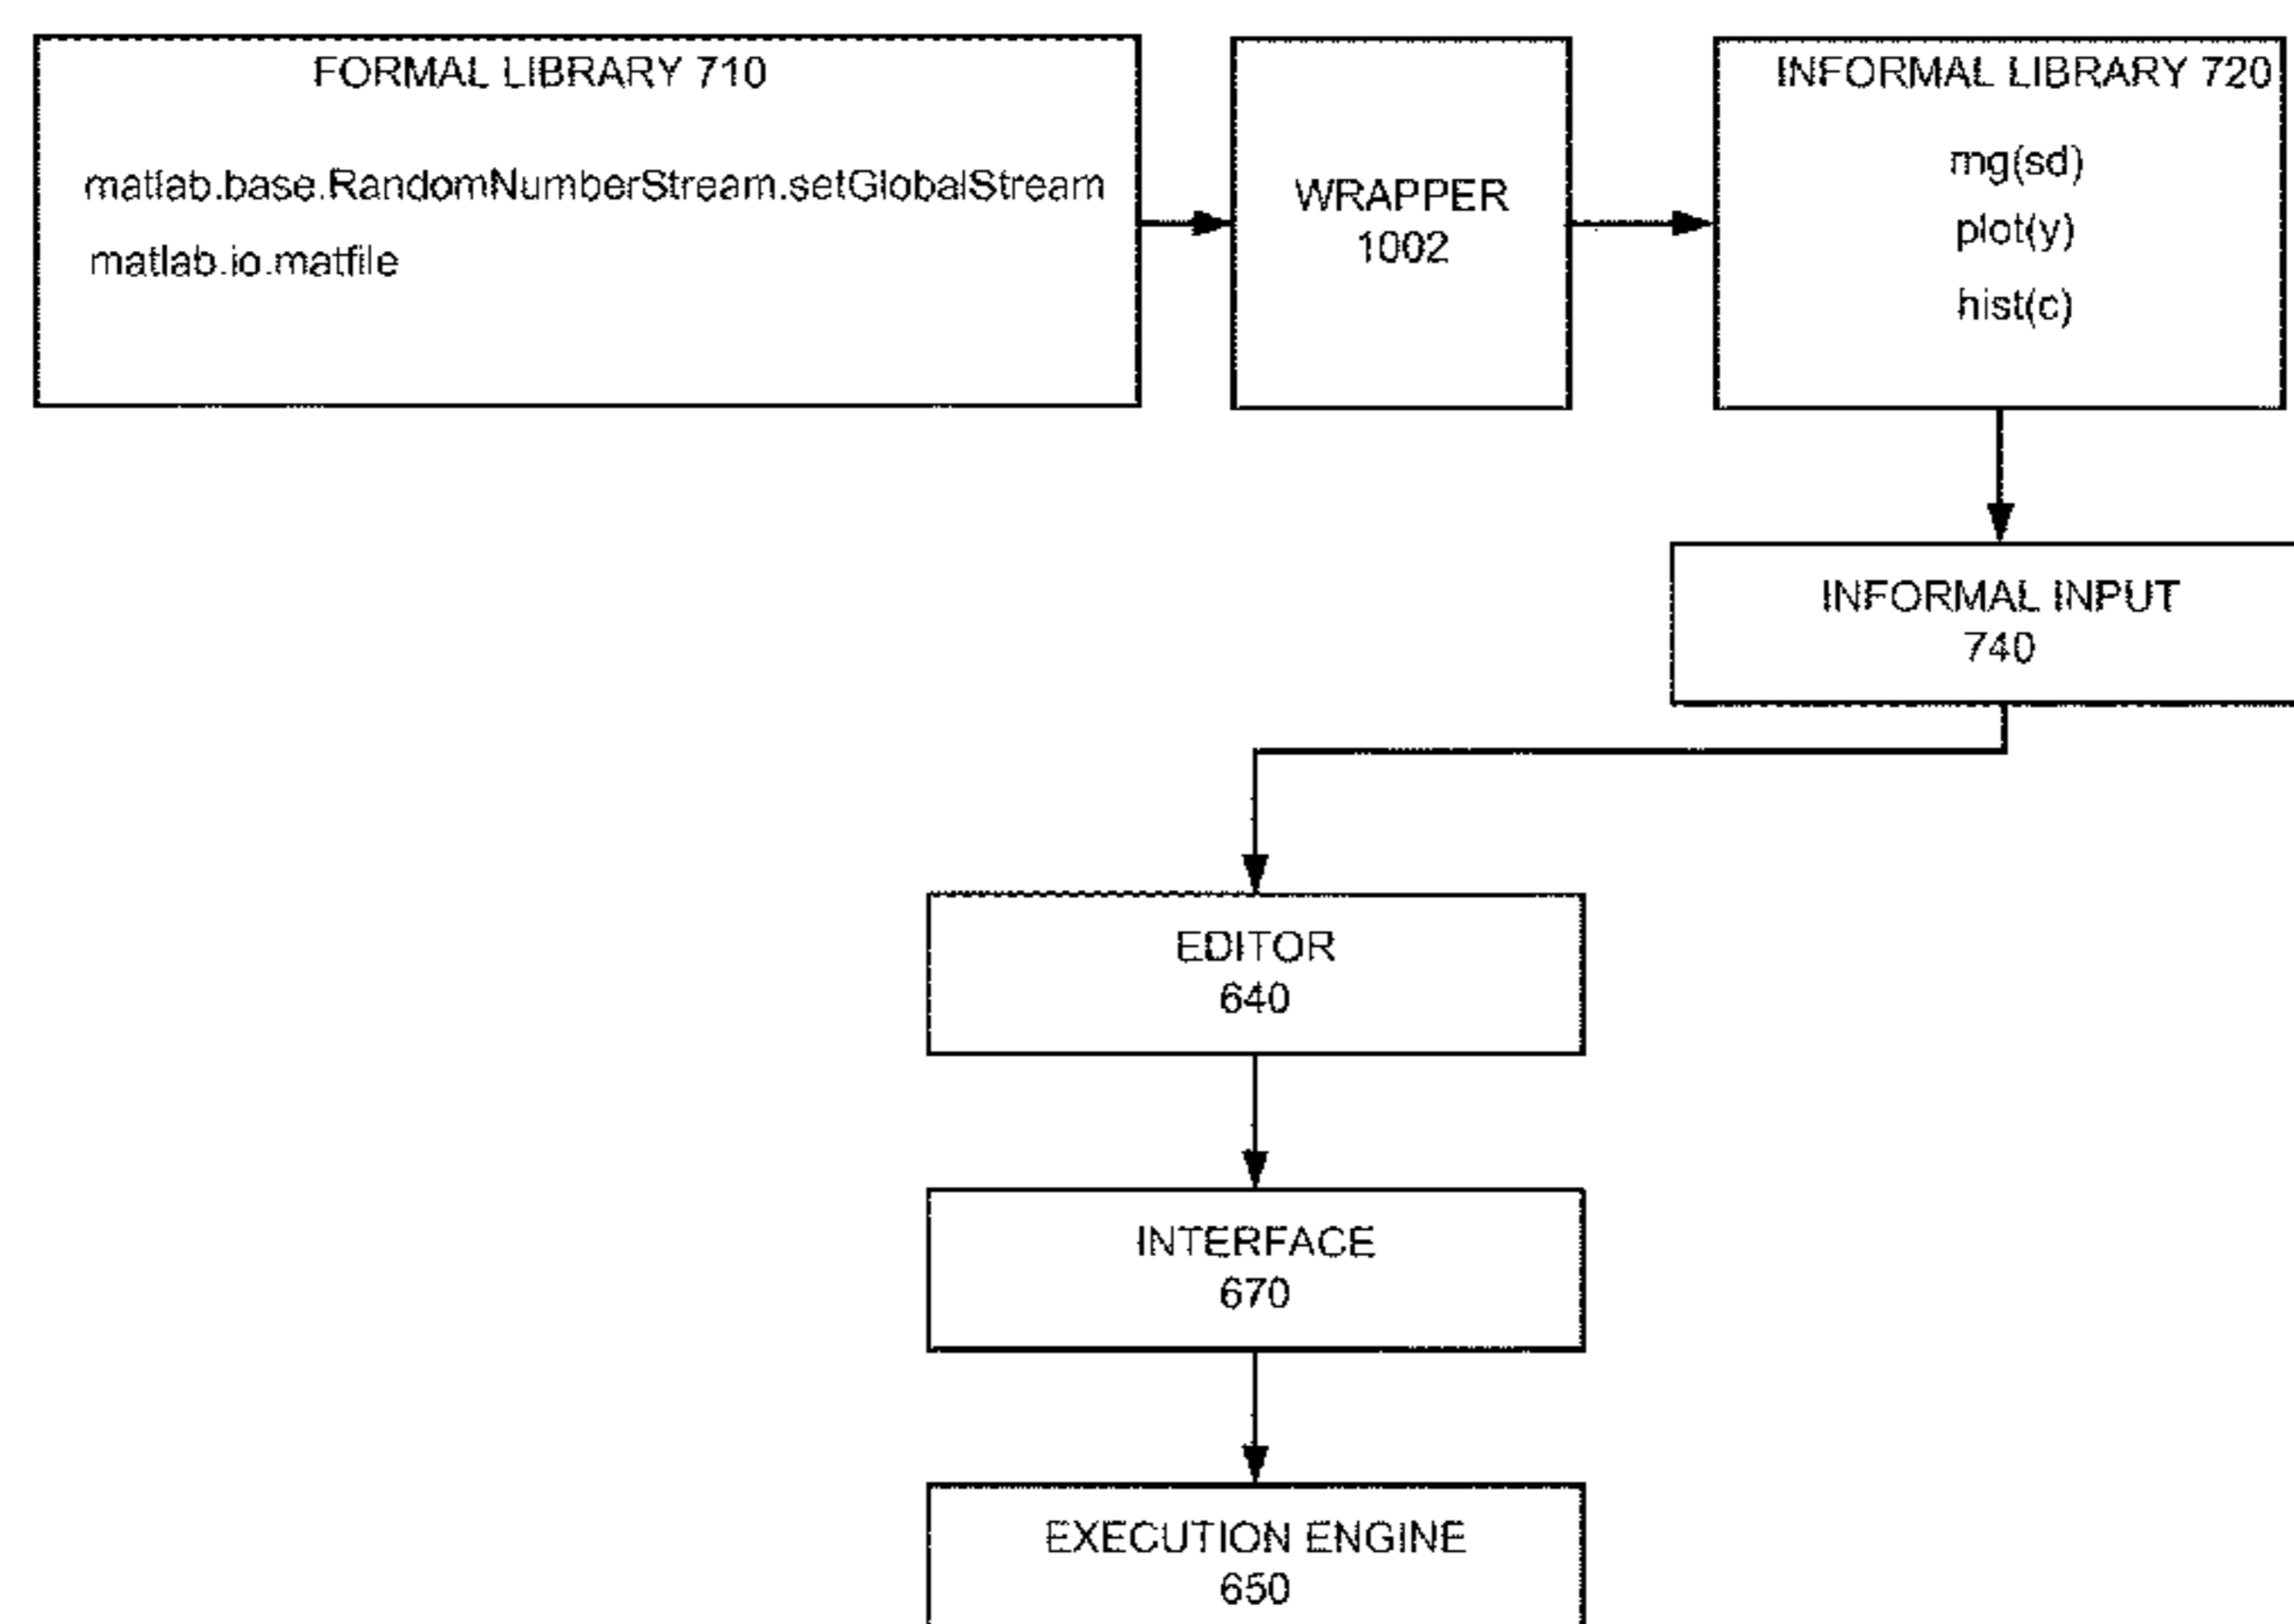 FORMAL LIBRARY 710
matlab.base.RandomNumberStream.setGlobalStream
matlab.io.matfile
WRAPPER
1002
INFORMAL LIBRARY 720
rng(sd)
plot(y)
hist(c)
INFORMAL INPUT
740
EDITOR
640
INTERFACE
670
EXECUTION ENGINE
650